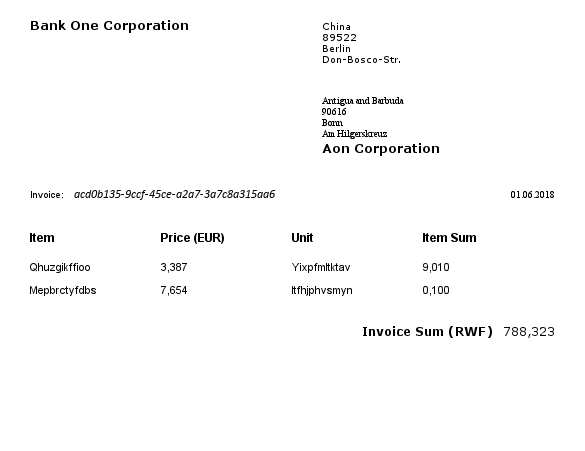 Bank One Corporation
China
89522
Berlin
Don-Bosco-Str.
Antigua and Barbuda
90616
Bonn
Am Hilgerskreuz
Aon Corporation
Invoice: acd0b135-9ccf-45ce-a2a7-3a7c8a315aa6 01.06.2018
Item Price (EUR) Unit Item Sum
Qhuzgikffioo 3,387 Yixpfmltktav 9,010
Mepbrctyfdbs 7,654 Itfhjphvsmyn 0,100
Invoice Sum (RWF) 788,323